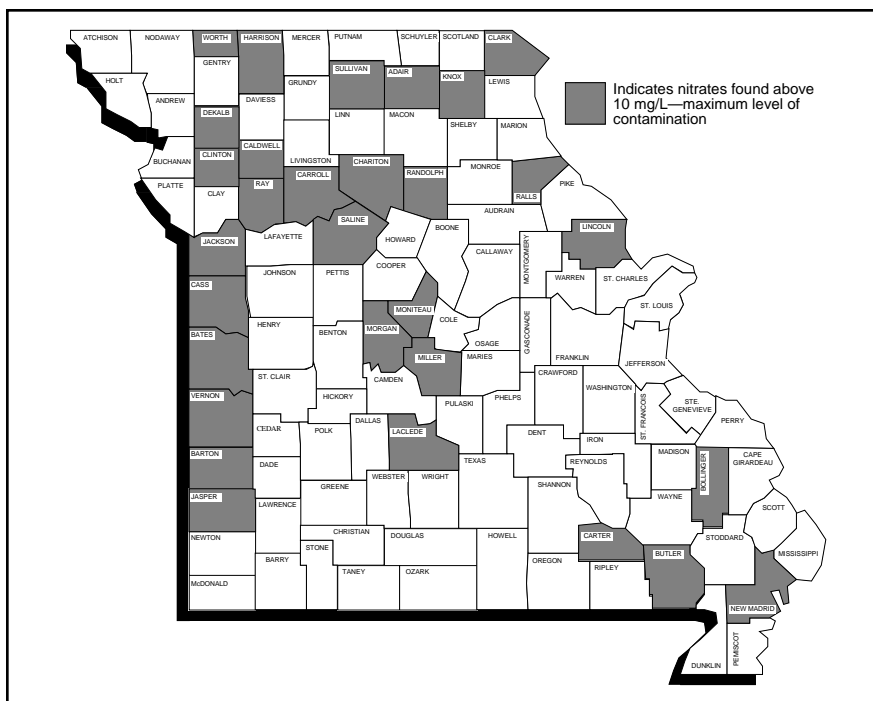 ATCHISON
NODAWAY
WORTH
HARRISON
MERCER
PUTNAM
SCHUYLER
SCOTLAND
CLARK
HOLT
GENTRY
GRUNDY
SULLIVAN
ADAIR
KNOX
LEWIS
Indicates nitrates found above
10 mg/L—maximum level of
contamination
ANDREW
DAVIESS
DEKALB
LINN
MACON
SHELBY
MARION
BUCHANAN
CLINTON
CALDWELL
LIVINGSTON
CHARITON
MONROE
PLATTE
CLAY
RAY
CARROLL
RANDOLPH
RALLS
PIKE
AUDRAIN
SALINE
HOWARD
BOONE
LINCOLN
JACKSON
LAFAYETTE
CALLAWAY
MONTGOMERY
JOHNSON
PETTIS
COOPER
WARREN
ST. CHARLES
CASS
MONITEAU
ST. LOUIS
COLE
HENRY
BENTON
MORGAN
OSAGE
GASCONADE
FRANKLIN
BATES
MILLER
MARIES
JEFFERSON
ST. CLAIR
CAMDEN
CRAWFORD
WASHINGTON
VERNON
HICKORY
PULASKI
PHELPS
ST. FRANCOIS
STE.
GENEVIEVE
PERRY
CEDAR
POLK
DALLAS
LACLEDE
DENT
IRON
BARTON
DADE
TEXAS
REYNOLDS
MADISON
BOLLINGER
CAPE
GIRARDEAU
JASPER
GREENE
WEBSTER
WRIGHT
SHANNON
WAYNE
LAWRENCE
SCOTT
NEWTON
CHRISTIAN
DOUGLAS
HOWELL
CARTER
STODDARD
STONE
BARRY
BUTLER
MISSISSIPPI
McDONALD
TANEY
OZARK
OREGON
RIPLEY
NEW MADRID
DUNKLIN
PEMISCOT